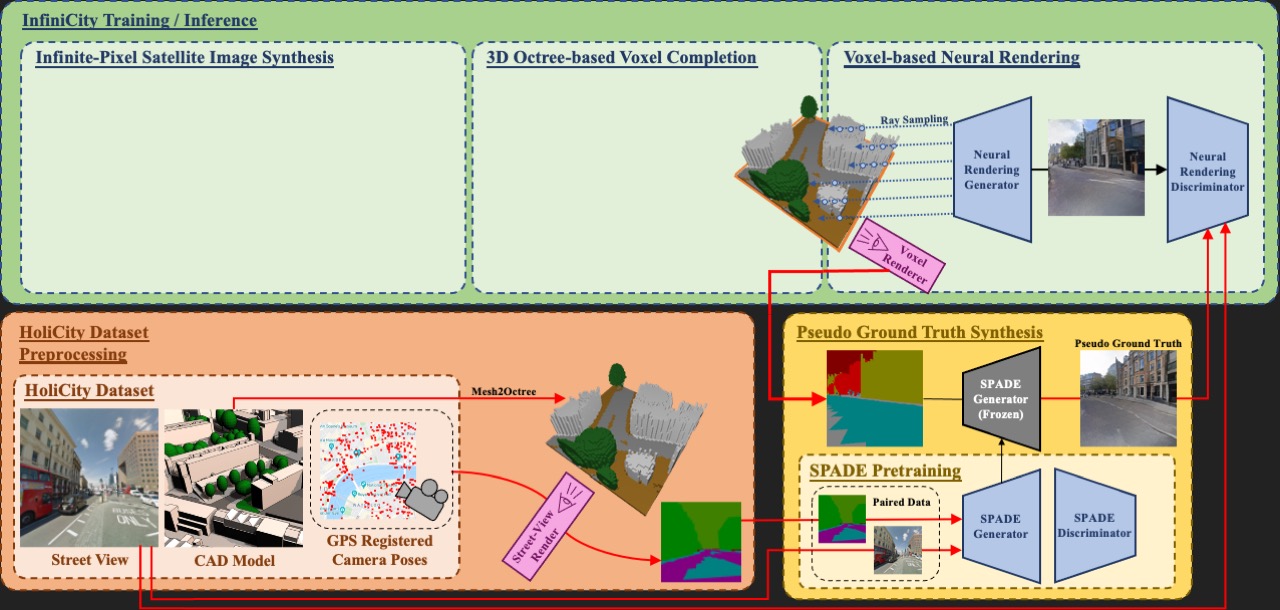 InfiniCity Training / Inference
Infinite-Pixel Satellite Image Synthesis
3D Octree-based Voxel Completion
Voxel-based Neural Rendering
Ray Sampling
Neural
Rendering
Generator
Neural
Rendering
Discriminator
Voxel
Renderer
HoliCity Dataset
Preprocessing
HoliCity Dataset
Mesh2Octree
ONLY
Street View
CAD Model
GPS Registered
Camera Poses
Street-View
Render
Pseudo Ground Truth Synthesis
Pseudo Ground Truth
SPADE
Generator
(Frozen)
SPADE Pretraining
Paired Data
SPADE
Generator
SPADE
Discriminator